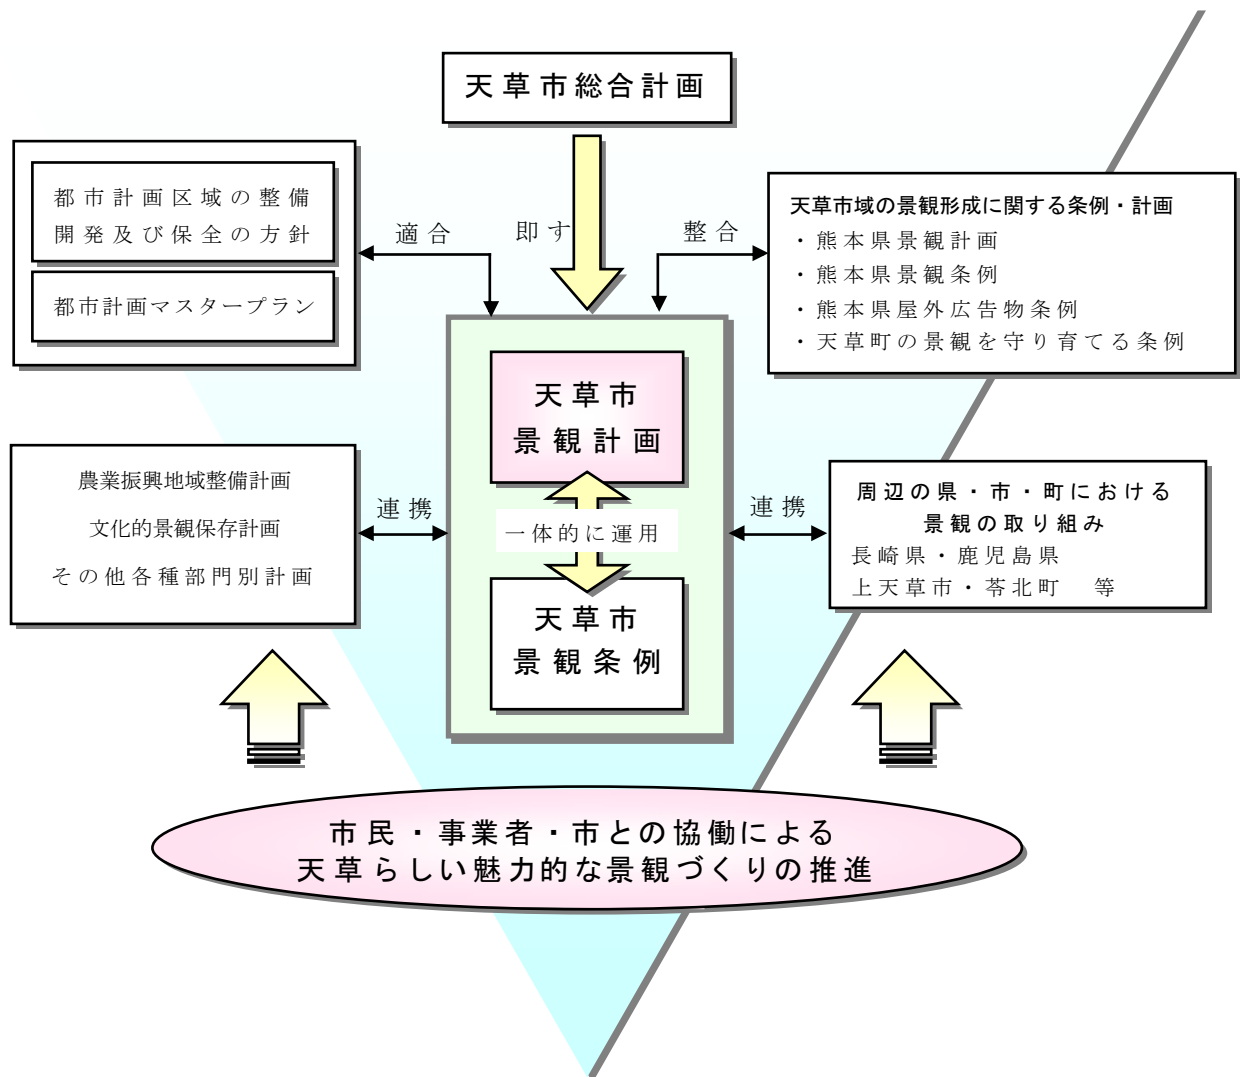 天草市総合計画
都市計画区域の整備
開発及び保全の方針
都市計画マスタープラン
適合
即す
整合
天草市域の景観形成に関する条例・計画
・熊本県景観計画
・熊本県景観条例
・熊本県屋外広告物条例
・天草町の景観を守り育てる条例
天草市
景観計画
一体的に運用
天草市
景観条例
農業振興地域整備計画
文化的景観保存計画
その他各種部門別計画
連携
連携
周辺の県・市・町における
景観の取り組み
長崎県・鹿児島県
上天草市・苓北町 等
市民・事業者・市との協働による
天草らしい魅力的な景観づくりの推進